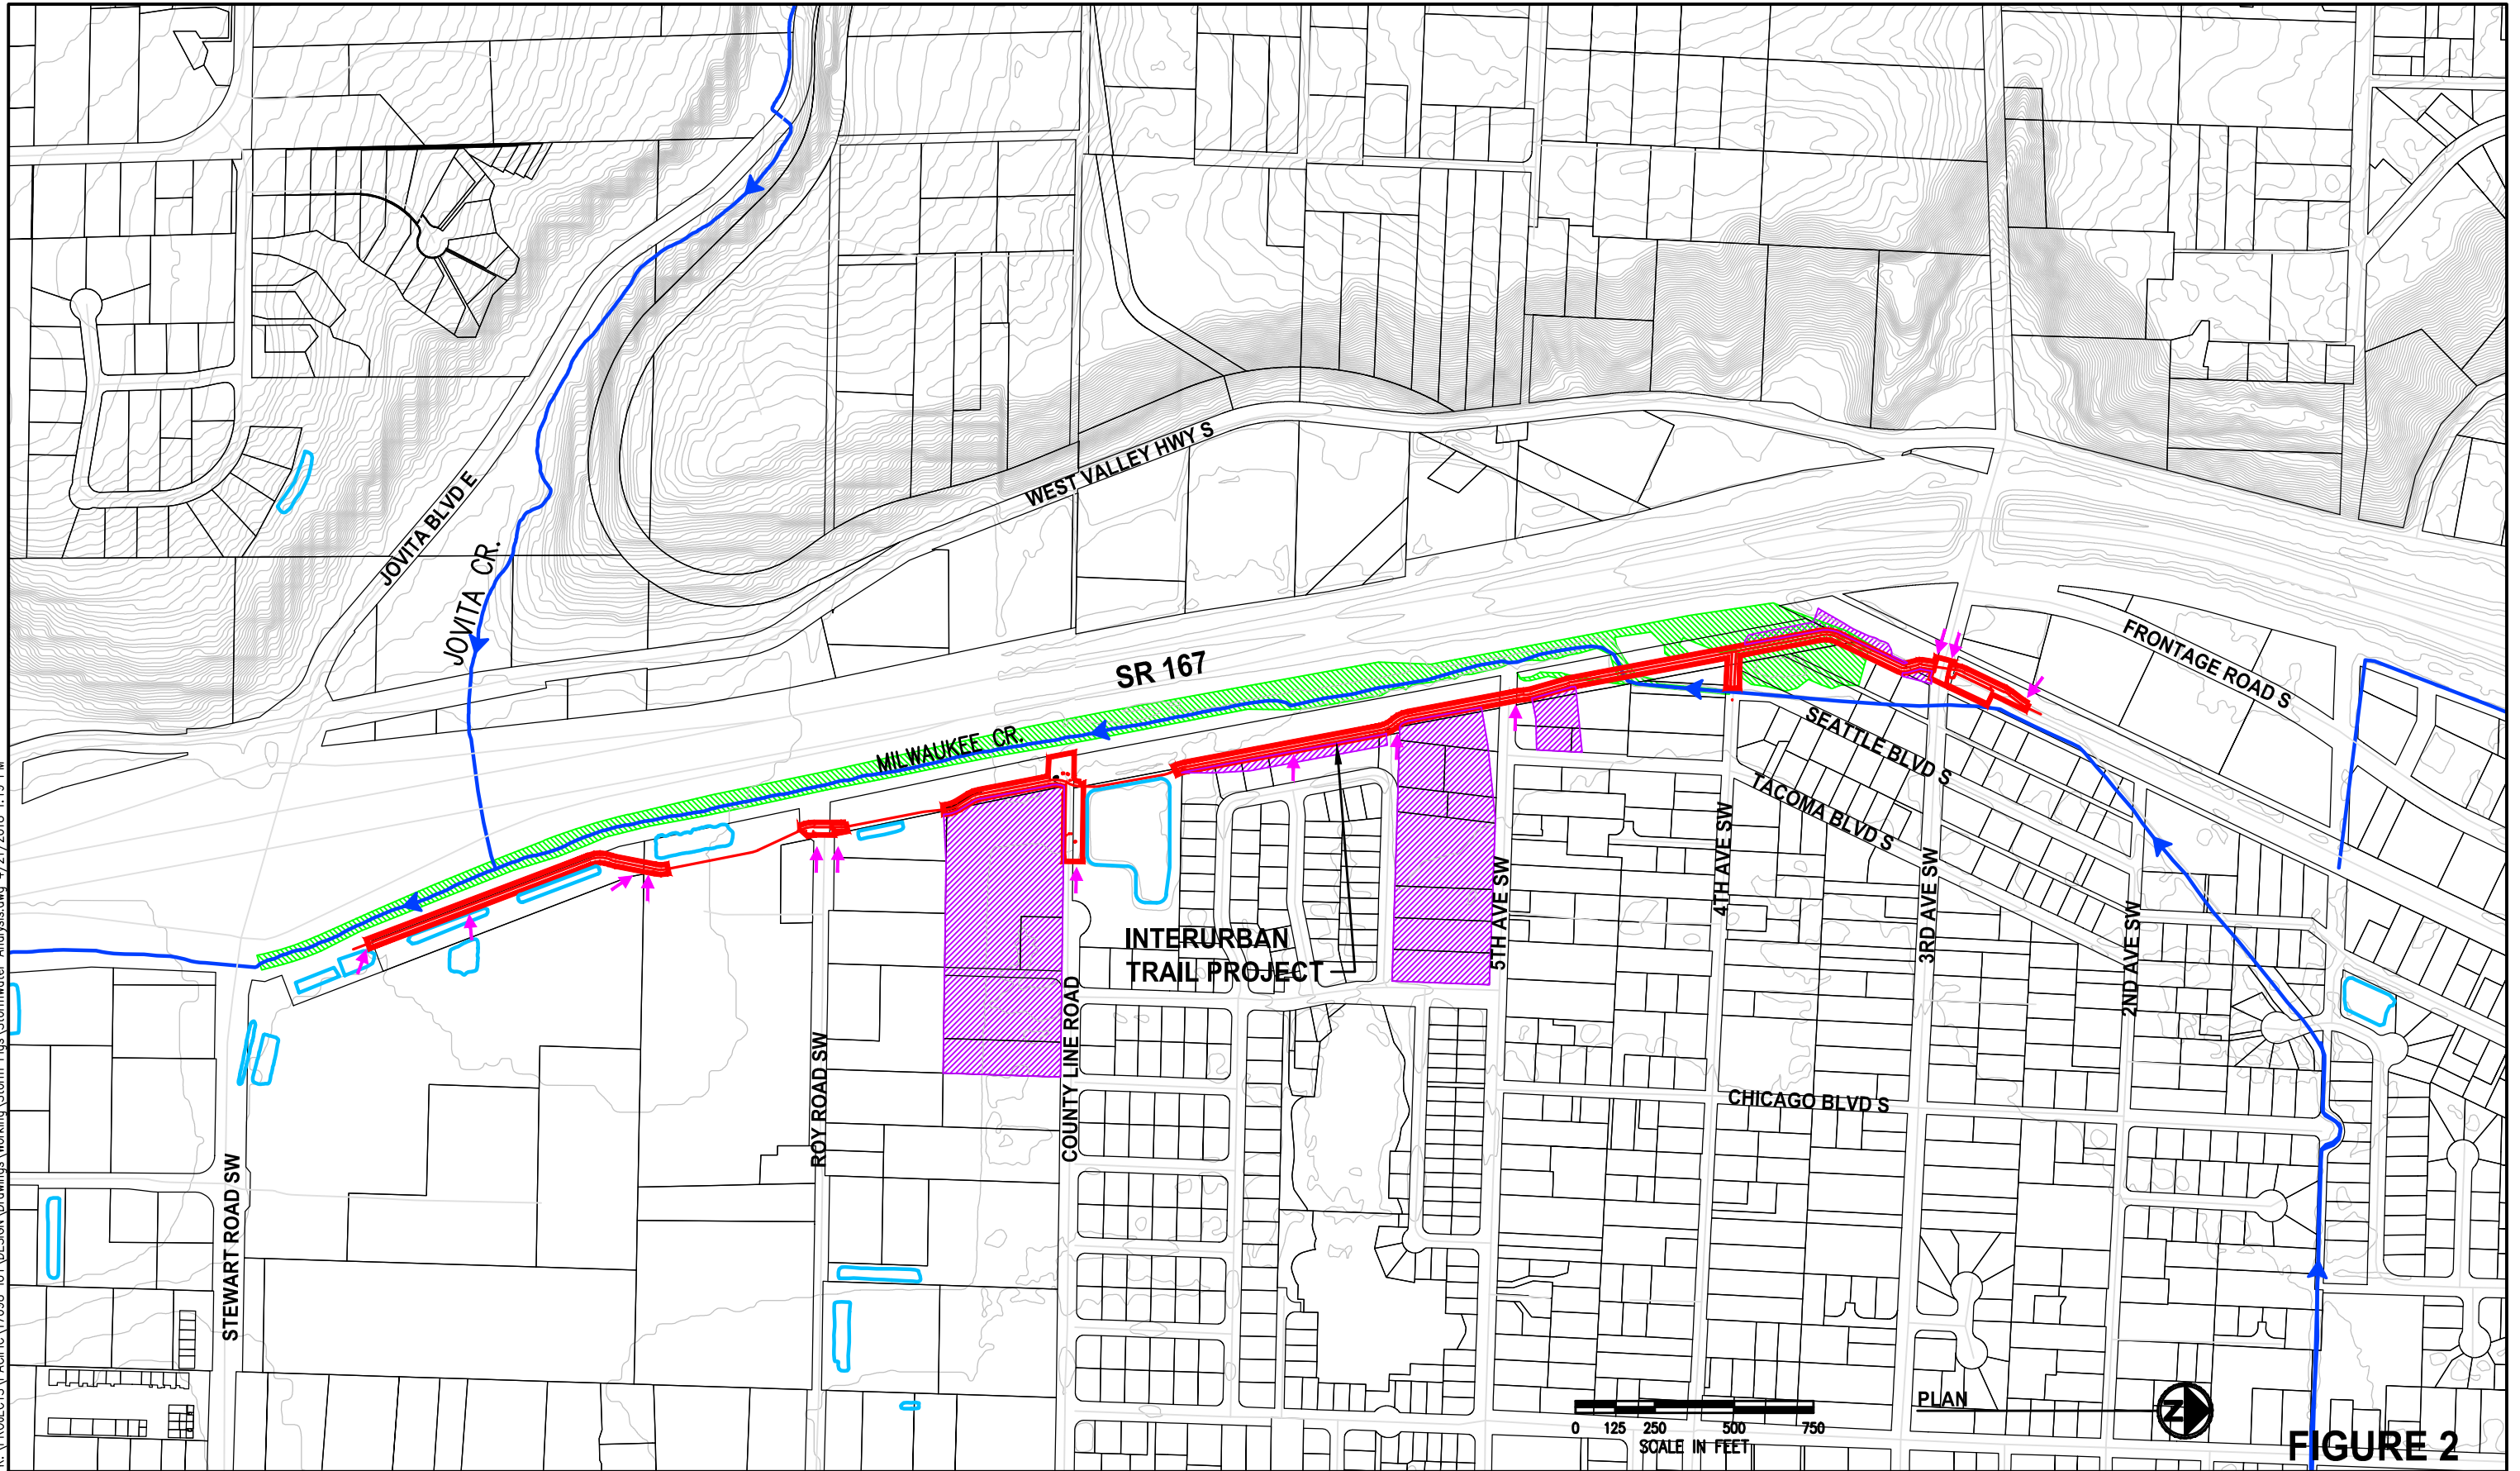 JOVITA BLVD E
JOVITA CR.
WEST VALLEY HWY S
SR 167
MILWAUKEE CR.
FRONTAGE ROAD S
SEATTLE BLVD S
TACOMA BLVD S
INTERURBAN
TRAIL PROJECT
5TH AVE SW
4TH AVE SW
3RD AVE SW
2ND AVE SW
CHICAGO BLVD S
COUNTY LINE ROAD
ROY ROAD SW
STEWART ROAD SW
0 125 250 500 750
SCALE IN FEET
PLAN
Z
FIGURE 2